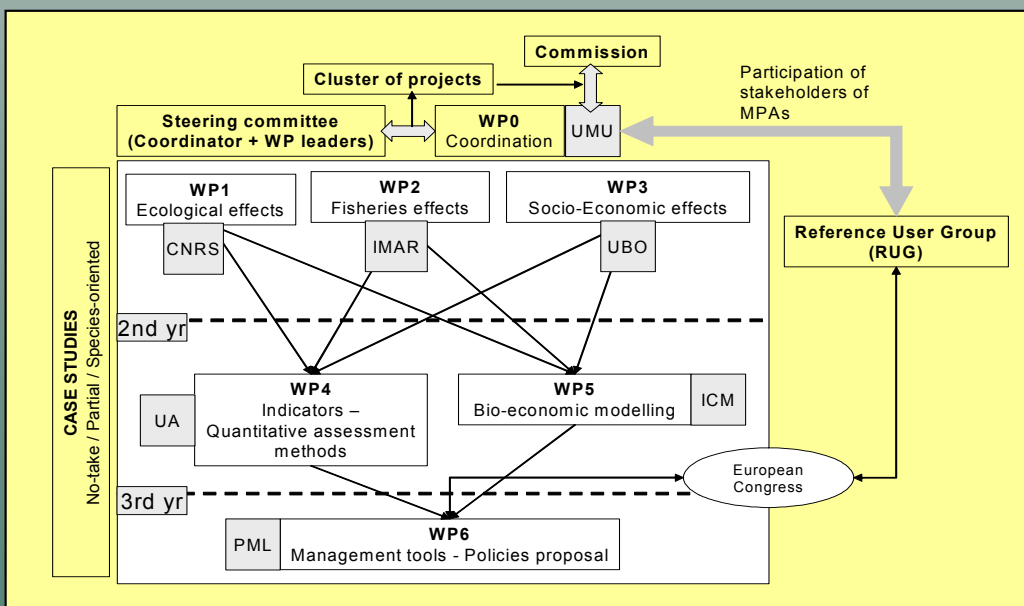 Commission
Cluster of projects
Participation of
stakeholders of
MPAs
Steering committee
(Coordinator + WP leaders)
WP0
Coordination
UMU
WP1
Ecological effects
CNRS
WP2
Fisheries effects
IMAR
WP3
Socio-Economic effects
UBO
Reference User Group
(RUG)
CASE STUDIES
No-take / Partial / Species-oriented
2nd yr
WP4
Indicators –
Quantitative assessment
methods
UA
WP5
Bio-economic modelling
ICM
European
Congress
3rd yr
WP6
Management tools - Policies proposal
PML